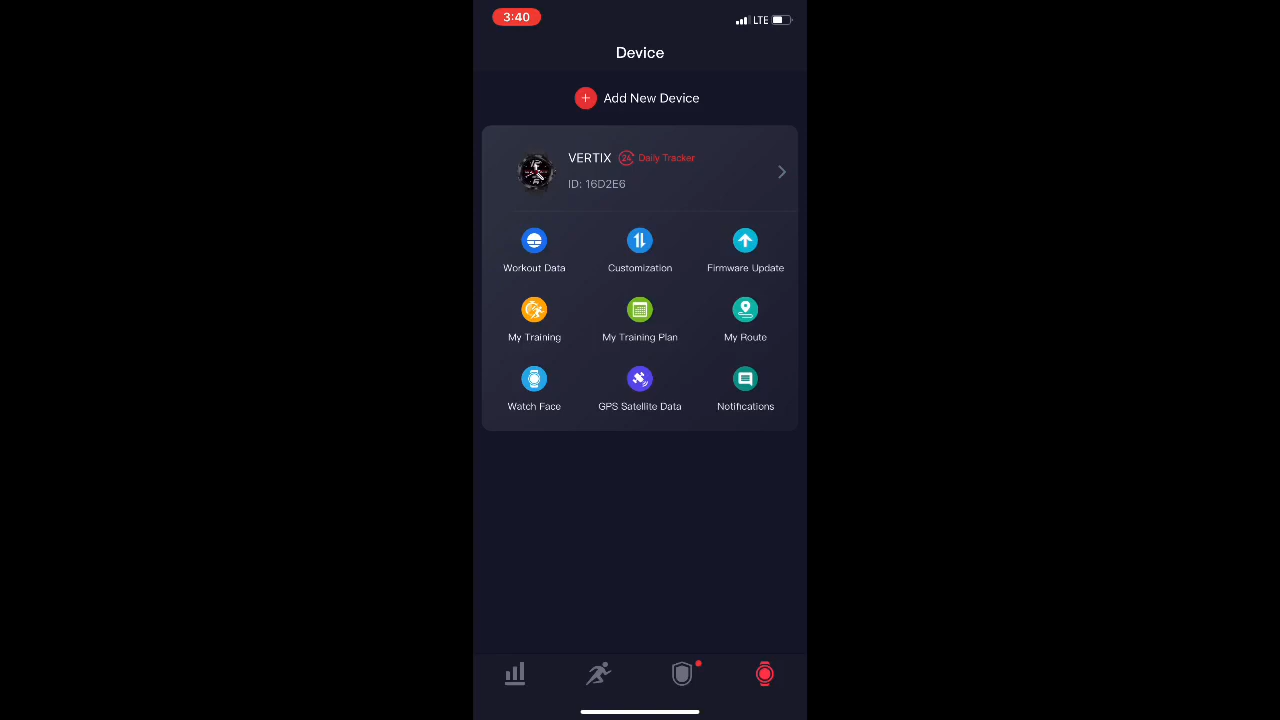 3:40
LTE
Device
Add New Device
VERTIX 24 Daily Tracker
ID: 16D2E6
Workout Data
Customization
Firmware Update
My Training
My Training Plan
My Route
Watch Face
GPS Satellite Data
Notifications